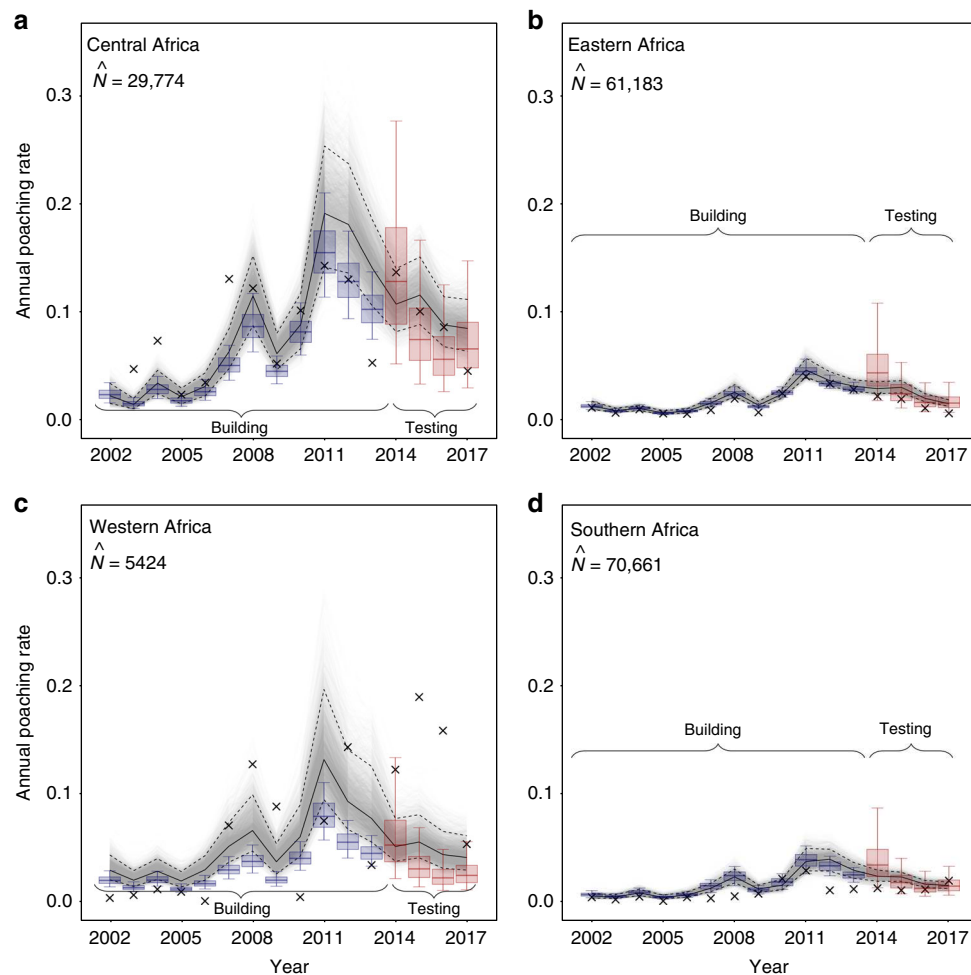 a
Central Africa
N̂ = 29,774
Annual poaching rate
0.3
0.2
0.1
0.0
Building
Testing
2002 2005 2008 2011 2014 2017
b
Eastern Africa
N̂ = 61,183
0.3
0.2
0.1
0.0
Building
Testing
2002 2005 2008 2011 2014 2017
c
Western Africa
N̂ = 5424
Annual poaching rate
0.3
0.2
0.1
0.0
Building
Testing
2002 2005 2008 2011 2014 2017
Year
d
Southern Africa
N̂ = 70,661
0.3
0.2
0.1
0.0
Building
Testing
2002 2005 2008 2011 2014 2017
Year